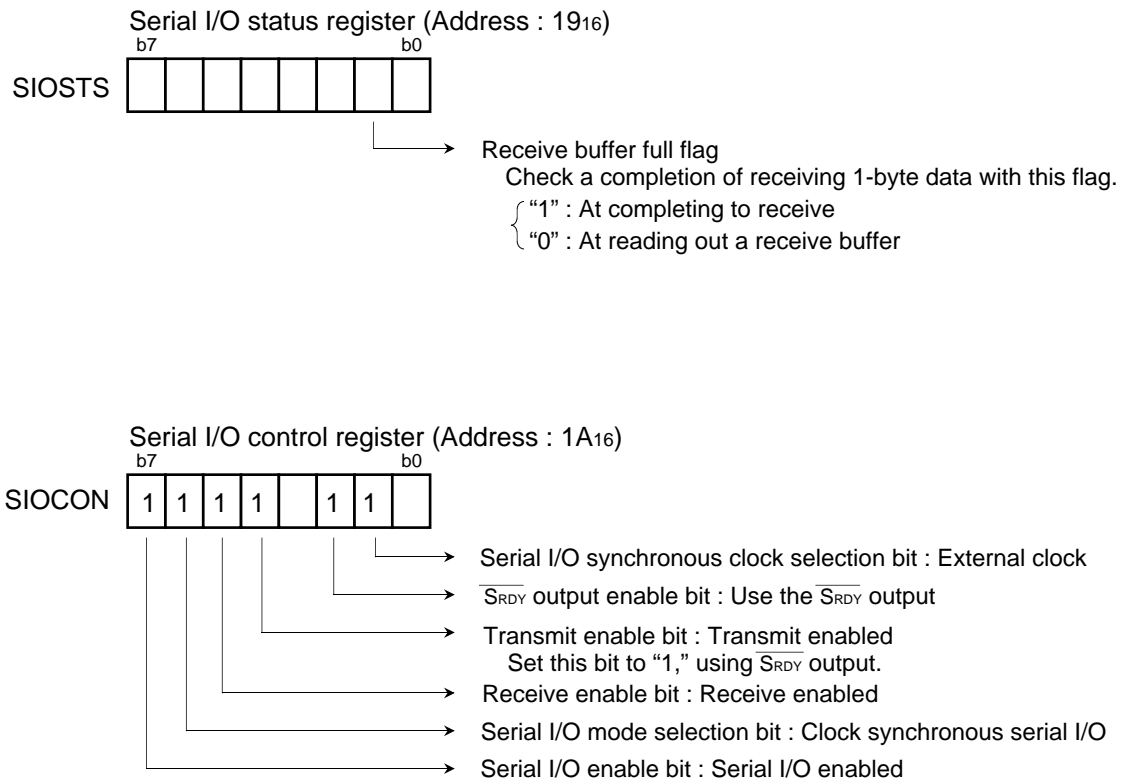 Serial I/O status register (Address : 1916)
b7 b0
SIOSTS
Receive buffer full flag
Check a completion of receiving 1-byte data with this flag.
“1” : At completing to receive
“0” : At reading out a receive buffer
Serial I/O control register (Address : 1A16)
b7 b0
SIOCON 1 1 1 1 1 1
Serial I/O synchronous clock selection bit : External clock
SRDY output enable bit : Use the SRDY output
Transmit enable bit : Transmit enabled
Set this bit to “1,” using SRDY output.
Receive enable bit : Receive enabled
Serial I/O mode selection bit : Clock synchronous serial I/O
Serial I/O enable bit : Serial I/O enabled